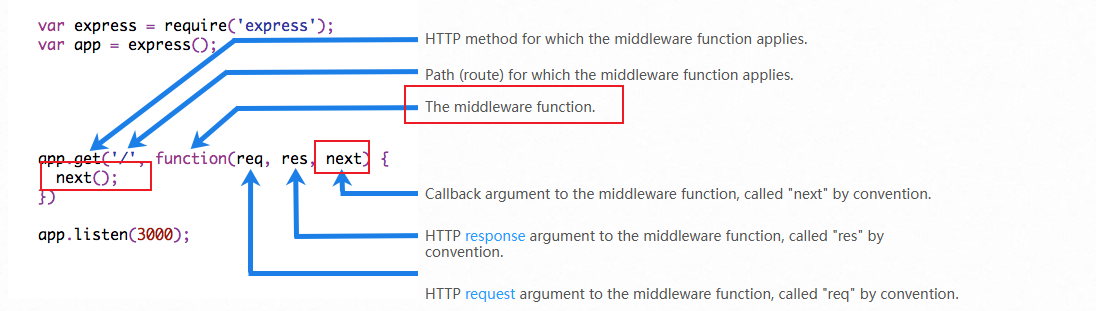 var express = require('express');
var app = express();
HTTP method for which the middleware function applies.
Path (route) for which the middleware function applies.
The middleware function.
app.get('/', function(req, res, next) {
next();
})
Callback argument to the middleware function, called "next" by convention.
app.listen(3000);
HTTP response argument to the middleware function, called "res" by
convention.
HTTP request argument to the middleware function, called "req" by convention.